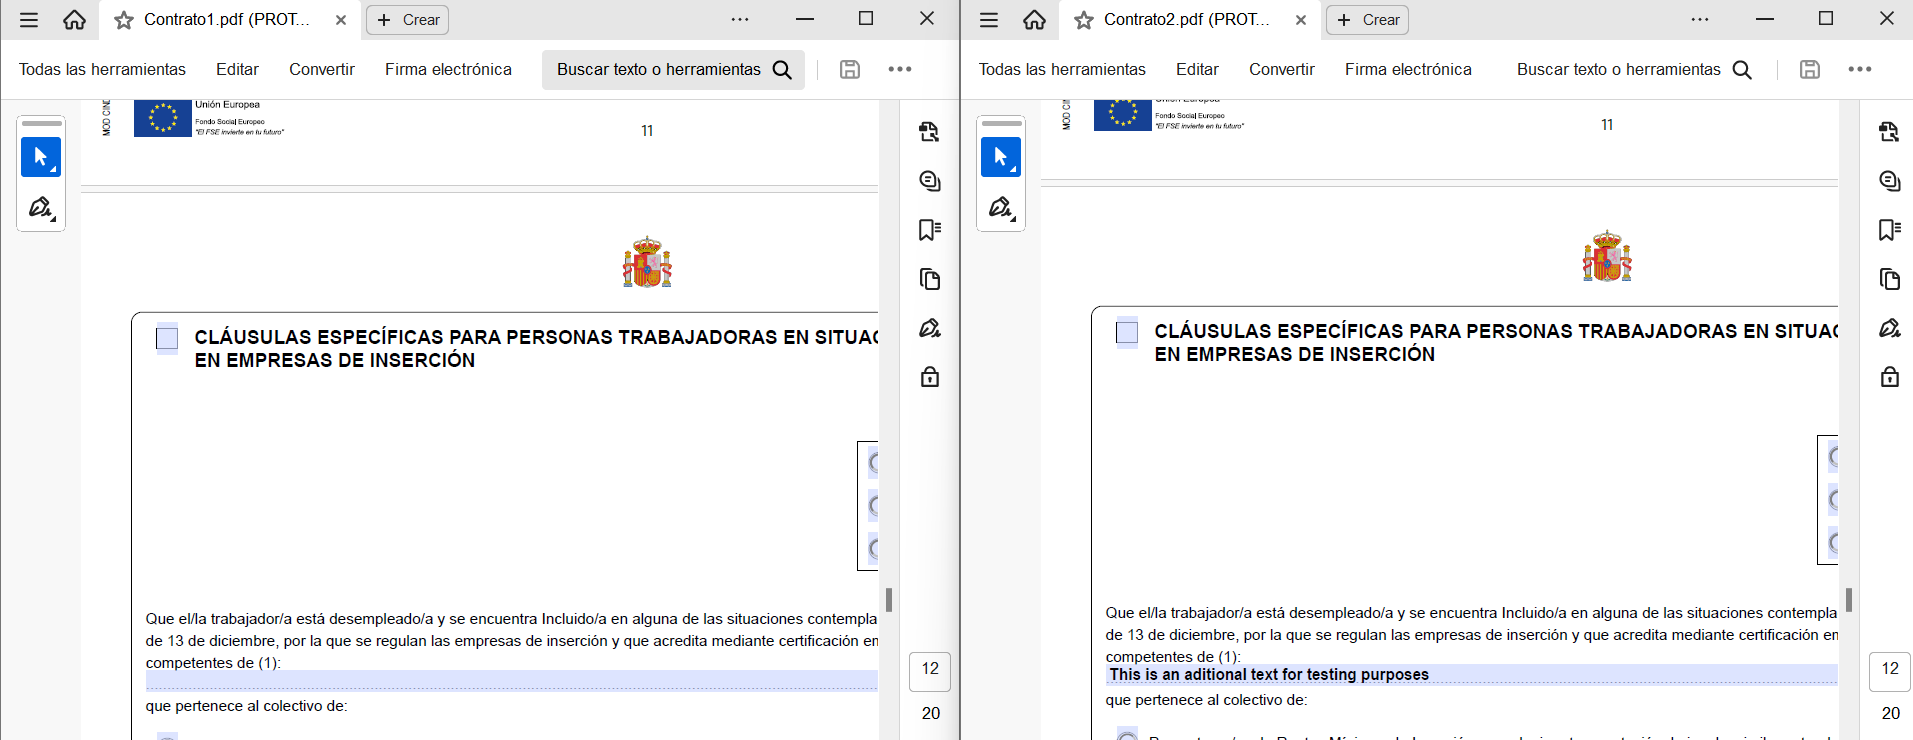 Contrato1.pdf (PROT...
Crear
Todas las herramientas
Editar
Convertir
Firma electrónica
Buscar texto o herramientas
MOD CIN
Unión Europea
Fondo Social Europeo
"El FSE invierte en tu futuro"
11
CLÁUSULAS ESPECÍFICAS PARA PERSONAS TRABAJADORAS EN SITUAC
EN EMPRESAS DE INSERCIÓN
Que el/la trabajador/a está desempleado/a y se encuentra Incluido/a en alguna de las situaciones contempla
de 13 de diciembre, por la que se regulan las empresas de inserción y que acredita mediante certificación em
competentes de (1):
que pertenece al colectivo de:
12
20
Contrato2.pdf (PROT...
Crear
Todas las herramientas
Editar
Convertir
Firma electrónica
Buscar texto o herramientas
MOD CIN
Unión Europea
Fondo Social Europeo
"El FSE invierte en tu futuro"
11
CLÁUSULAS ESPECÍFICAS PARA PERSONAS TRABAJADORAS EN SITUAC
EN EMPRESAS DE INSERCIÓN
Que el/la trabajador/a está desempleado/a y se encuentra Incluido/a en alguna de las situaciones contempla
de 13 de diciembre, por la que se regulan las empresas de inserción y que acredita mediante certificación em
competentes de (1):
This is an aditional text for testing purposes
que pertenece al colectivo de:
12
20